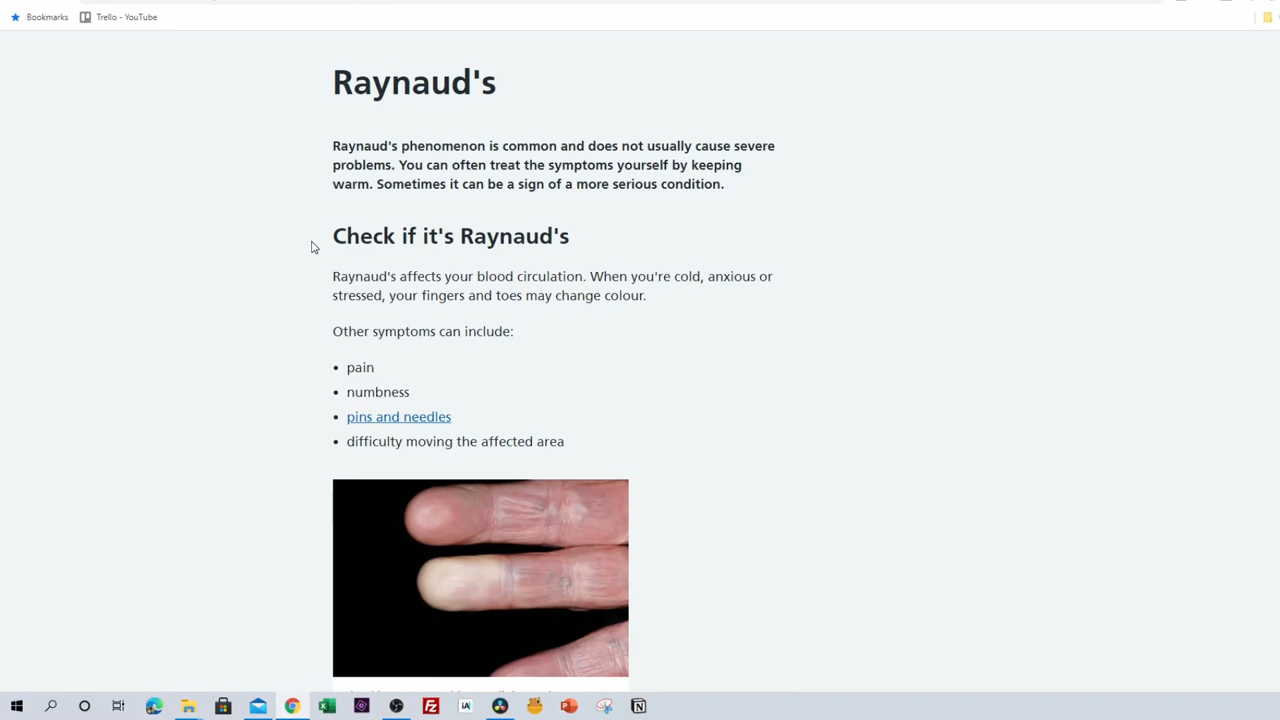 Bookmarks
Trello - YouTube
Raynaud's
Raynaud's phenomenon is common and does not usually cause severe
problems. You can often treat the symptoms yourself by keeping
warm. Sometimes it can be a sign of a more serious condition.
Check if it's Raynaud's
Raynaud's affects your blood circulation. When you're cold, anxious or
stressed, your fingers and toes may change colour.
Other symptoms can include:
• pain
• numbness
• pins and needles
• difficulty moving the affected area